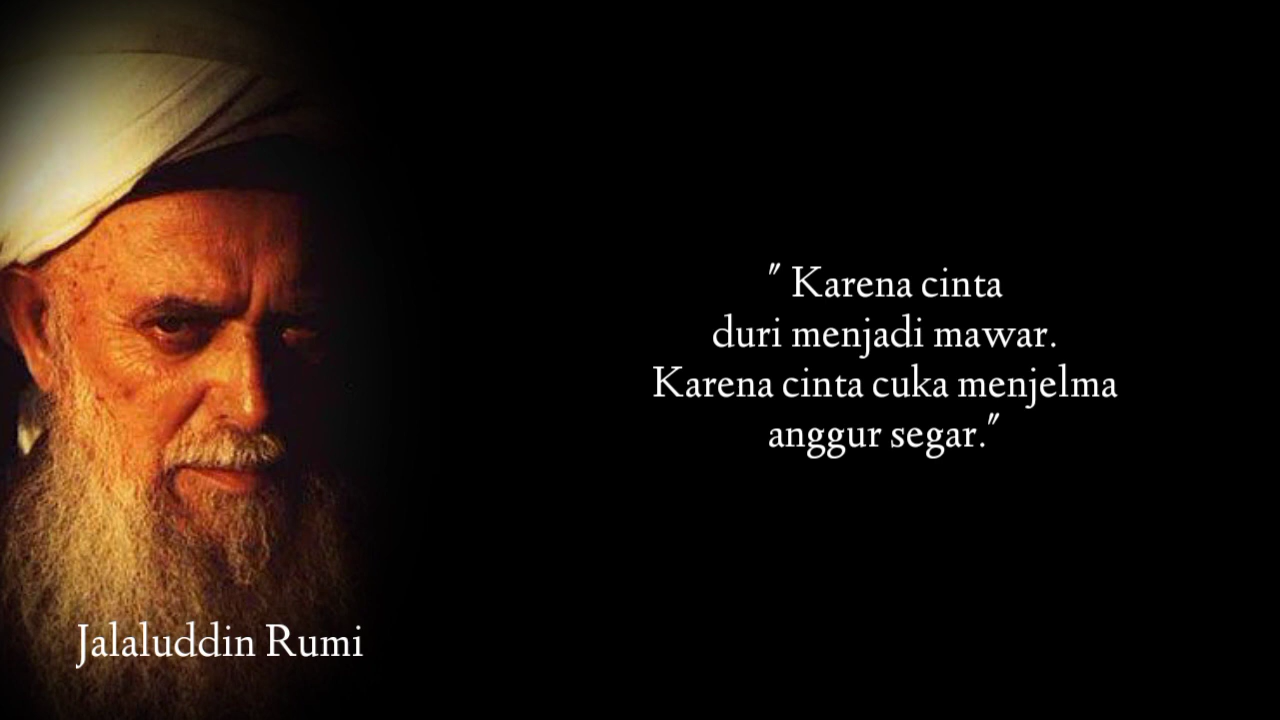 " Karena cinta
duri menjadi mawar.
Karena cinta cuka menjelma
anggur segar."
Jalaluddin Rumi